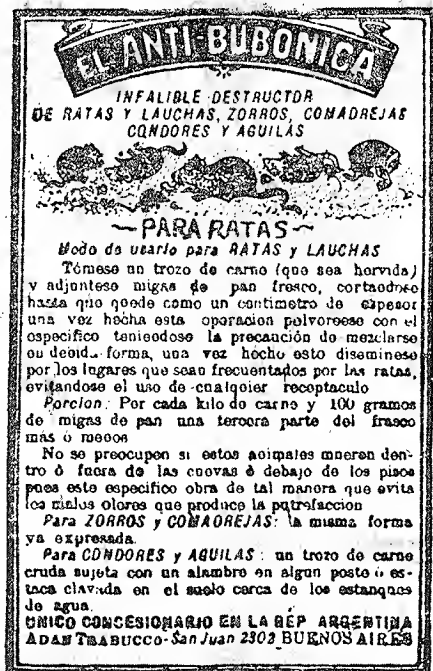 EL ANTI-BUBONICA
INFALIBLE DESTRUCTOR
DE RATAS Y LAUCHAS, ZORROS, COMADREJAS
CONDORES Y AGUILAS
PARA RATAS
Modo de usarlo para RATAS y LAUCHAS
Tómese un trozo de carne (que sea hervida)
y adjuntese migas de pan fresco, cortandose
hasta que quede como un centimetro de espesor
una vez hecha esta operacion polvoreese con el
especifico teniendose la precaución de mezclarse
en debida forma, una vez hécho esto diseminese
por los lugares que sean frecuentados por las ratas,
evitandose el uso de cualquier receptaculo
Porcion: Por cada kilo de carne y 100 gramos
de migas de pan una tercera parte del frasco
más ó menos
No se preocupen si estos animales mueren den-
tro ó fuera de las cuevas ó debajo de los pisos
pues este especifico obra de tal manera que evita
los malos olores que produce la putrefaccion
Para ZORROS y COMADREJAS: la misma forma
ya expresada.
Para CONDORES y AGUILAS: un trozo de carne
cruda sujeta con un alambre en algun poste ó es-
taca clavada en el suelo cerca de los estanques
de agua.
UNICO CONCESIONARIO EN LA REP ARGENTINA
ADAN TRABUCCO - San Juan 2302 BUENOS AIRES